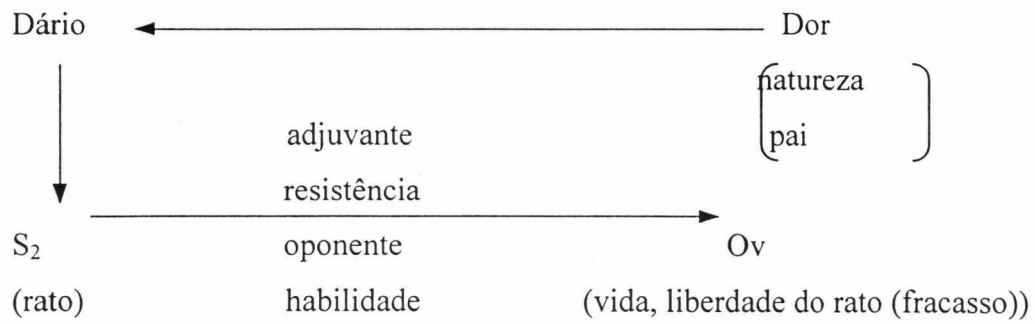 Dário Dor
natureza
adjuvante pai
resistência
S₂ oponente Ov
(rato) habilidade (vida, liberdade do rato (fracasso))